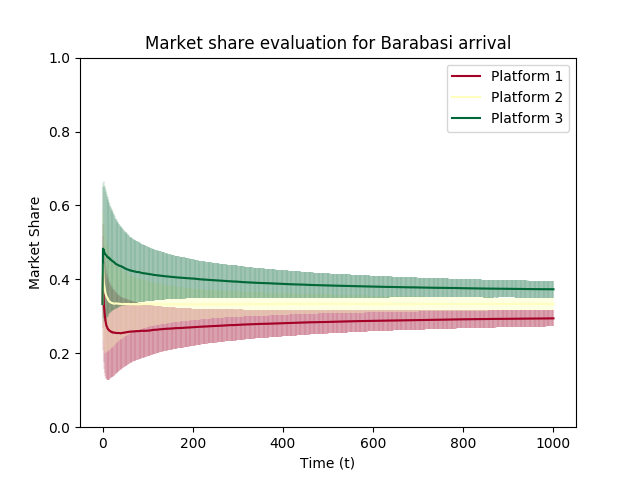 Market share evaluation for Barabasi arrival
Platform 1
Platform 2
Platform 3
1.0
0.8
0.6
0.4
0.2
0.0
Market Share
0
200
400
600
800
1000
Time (t)